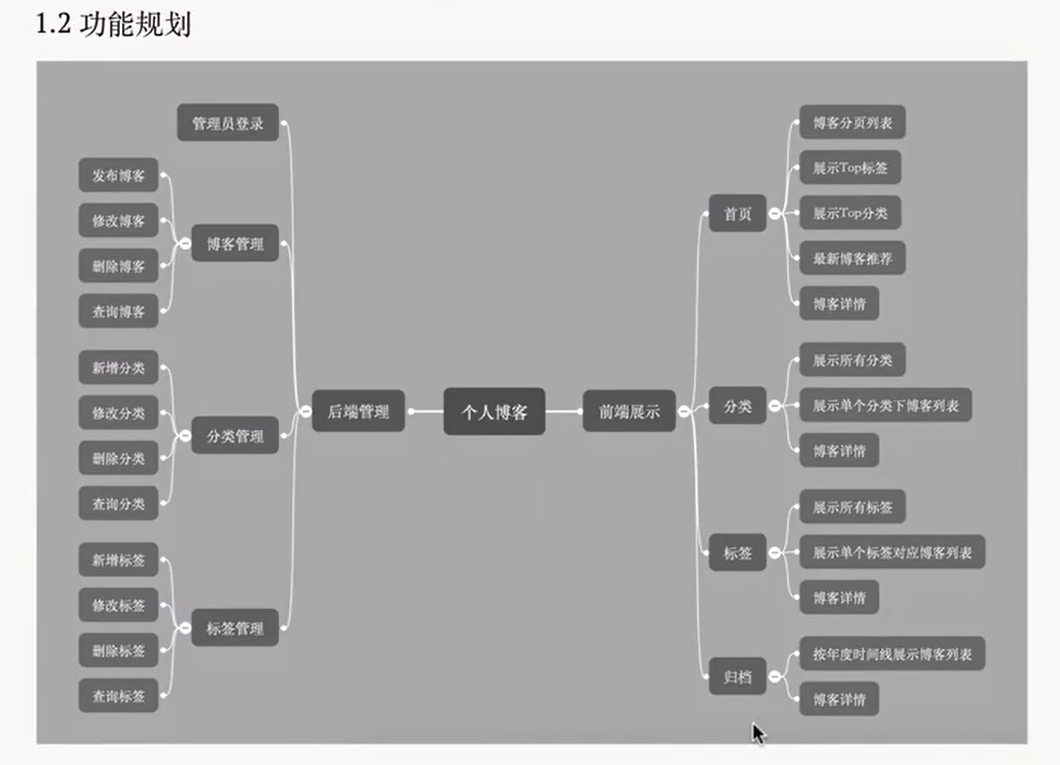 1.2 功能规划
管理员登录
发布博客
修改博客
删除博客
查询博客
博客管理
新增分类
修改分类
删除分类
查询分类
分类管理
新增标签
修改标签
删除标签
查询标签
标签管理
后端管理
个人博客
前端展示
首页
博客分页列表
展示Top标签
展示Top分类
最新博客推荐
博客详情
分类
展示所有分类
展示单个分类下博客列表
博客详情
标签
展示所有标签
展示单个标签对应博客列表
博客详情
归档
按年度时间线展示博客列表
博客详情